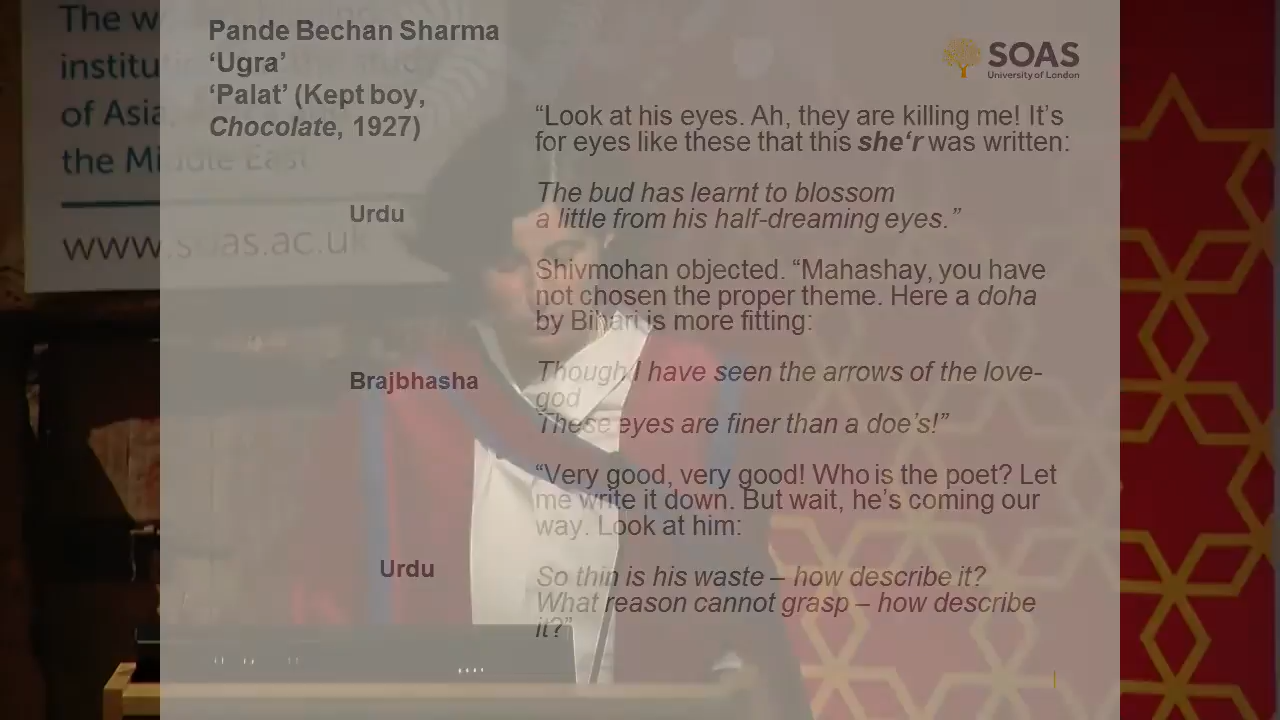 The w
institu
of Asia
the Middle East
www.soas.ac.uk
Pande Bechan Sharma
‘Ugra’
‘Palat’ (Kept boy,
Chocolate, 1927)
SOAS
University of London
“Look at his eyes. Ah, they are killing me! It’s
for eyes like these that this she‘r was written:
Urdu
The bud has learnt to blossom
a little from his half-dreaming eyes.”
Shivmohan objected. “Mahashay, you have
not chosen the proper theme. Here a doha
by Bihari is more fitting:
Brajbhasha
Though I have seen the arrows of the love-
god
These eyes are finer than a doe’s!”
“Very good, very good! Who is the poet? Let
me write it down. But wait, he’s coming our
way. Look at him:
Urdu
So thin is his waste – how describe it?
What reason cannot grasp – how describe
it?”